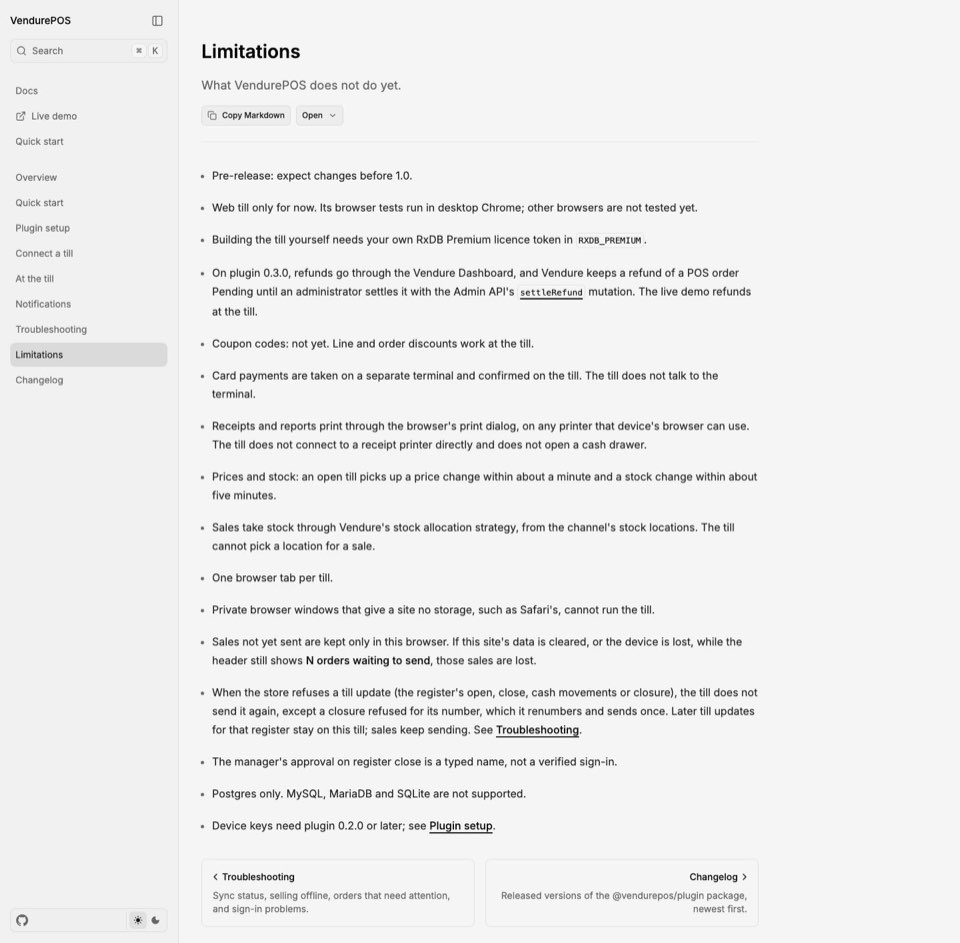 VendurePOS
Search ⌘ K
Docs
Live demo
Quick start
Overview
Quick start
Plugin setup
Connect a till
At the till
Notifications
Troubleshooting
Limitations
Changelog
Limitations
What VendurePOS does not do yet.
Copy Markdown
Open
• Pre-release: expect changes before 1.0.
• Web till only for now. Its browser tests run in desktop Chrome; other browsers are not tested yet.
• Building the till yourself needs your own RxDB Premium licence token in RXDB_PREMIUM.
• On plugin 0.3.0, refunds go through the Vendure Dashboard, and Vendure keeps a refund of a POS order
Pending until an administrator settles it with the Admin API's settleRefund mutation. The live demo refunds
at the till.
• Coupon codes: not yet. Line and order discounts work at the till.
• Card payments are taken on a separate terminal and confirmed on the till. The till does not talk to the
terminal.
• Receipts and reports print through the browser's print dialog, on any printer that device's browser can use.
The till does not connect to a receipt printer directly and does not open a cash drawer.
• Prices and stock: an open till picks up a price change within about a minute and a stock change within about
five minutes.
• Sales take stock through Vendure's stock allocation strategy, from the channel's stock locations. The till
cannot pick a location for a sale.
• One browser tab per till.
• Private browser windows that give a site no storage, such as Safari's, cannot run the till.
• Sales not yet sent are kept only in this browser. If this site's data is cleared, or the device is lost, while the
header still shows N orders waiting to send, those sales are lost.
• When the store refuses a till update (the register's open, close, cash movements or closure), the till does not
send it again, except a closure refused for its number, which it renumbers and sends once. Later till updates
for that register stay on this till; sales keep sending. See Troubleshooting.
• The manager's approval on register close is a typed name, not a verified sign-in.
• Postgres only. MySQL, MariaDB and SQLite are not supported.
• Device keys need plugin 0.2.0 or later; see Plugin setup.
Troubleshooting
Sync status, selling offline, orders that need attention,
and sign-in problems.
Changelog
Released versions of the @vendurepos/plugin package,
newest first.